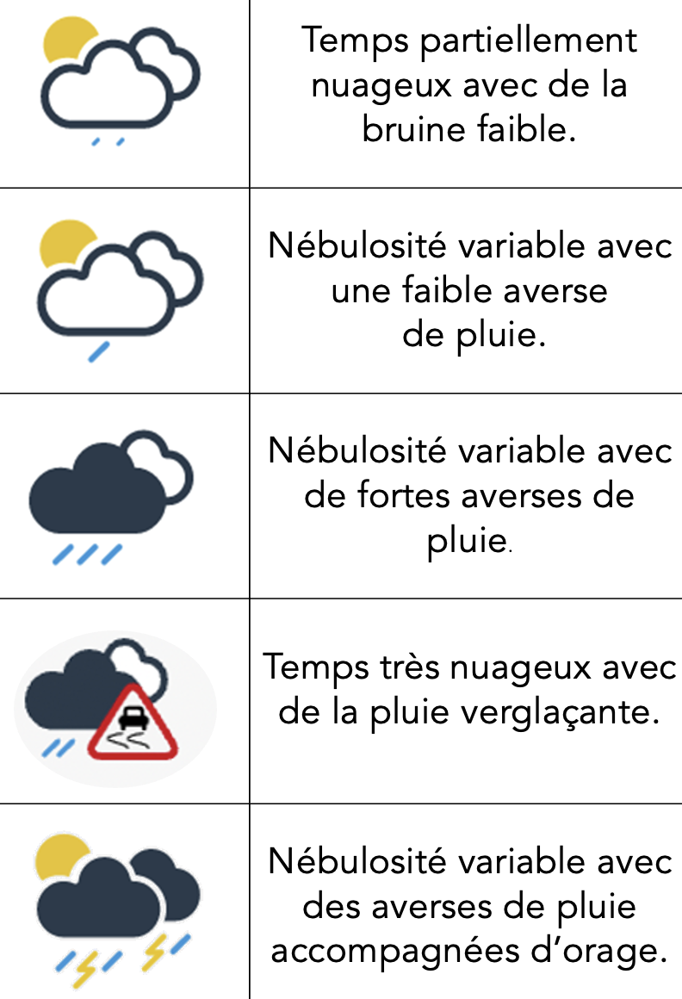 Temps partiellement
nuageux avec de la
bruine faible.
Nébulosité variable avec
une faible averse
de pluie.
Nébulosité variable avec
de fortes averses de
pluie.
Temps très nuageux avec
de la pluie verglaçante.
Nébulosité variable avec
des averses de pluie
accompagnées d’orage.